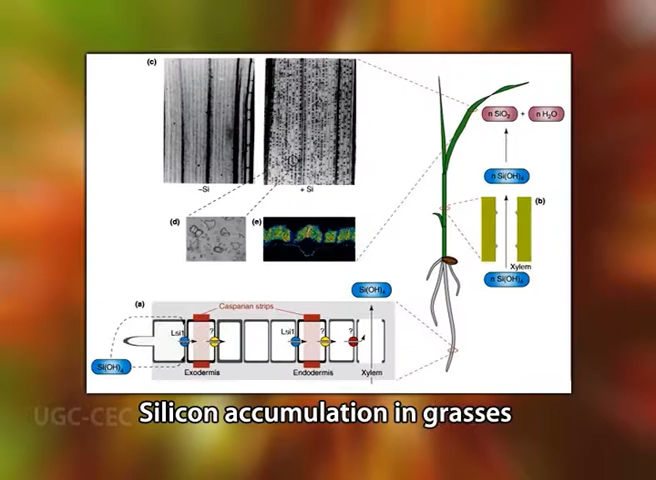 (c)
n SiO2 + n H2O
–Si
+ Si
n Si(OH)4
(b)
(d)
(e)
Xylem
n Si(OH)4
Si(OH)4
(a)
Casparian strips
Lsi1
?
Lsi1
?
?
Si(OH)4
Exodermis
Endodermis
Xylem
UGC-CEC
Silicon accumulation in grasses